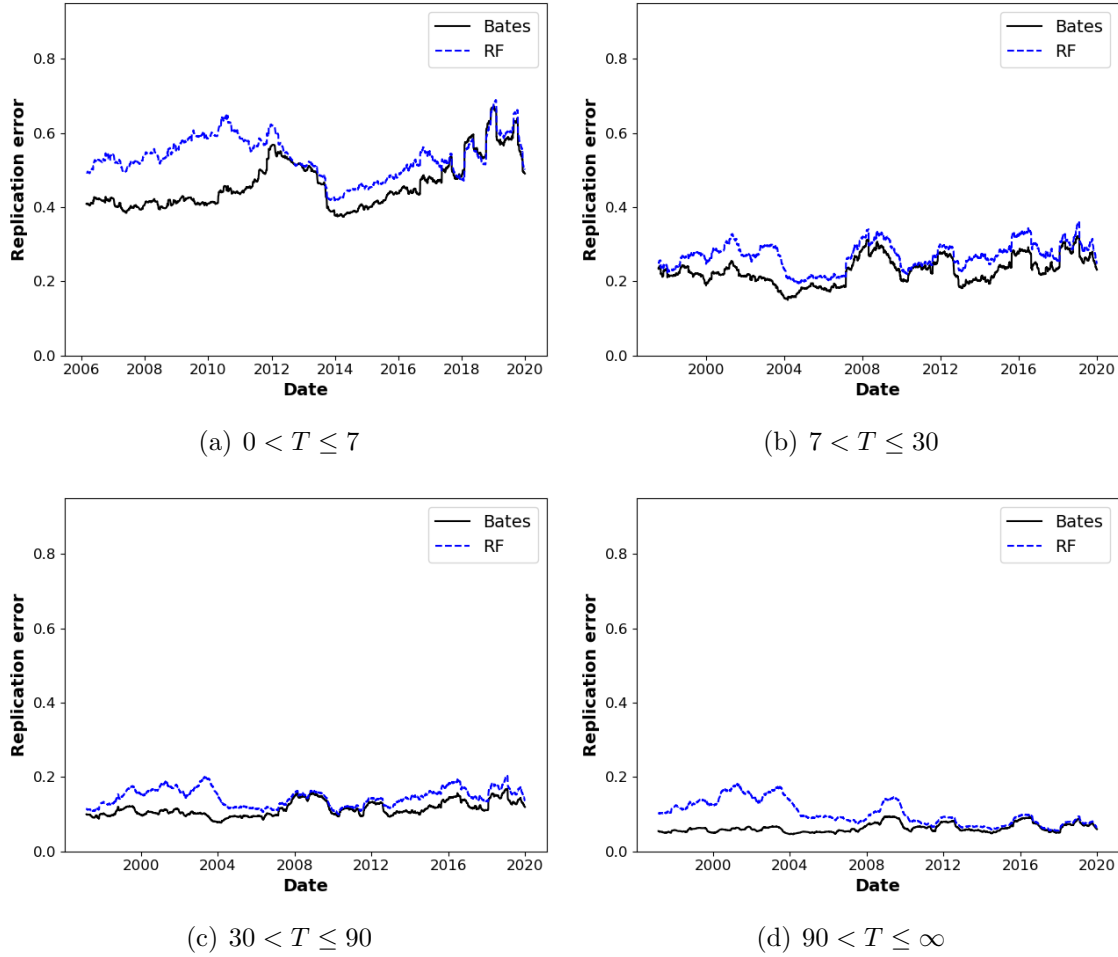 Bates
RF
Replication error
0.8
0.6
0.4
0.2
0.0
2006 2008 2010 2012 2014 2016 2018 2020
Date
(a) 0 < T ≤ 7
Bates
RF
Replication error
0.8
0.6
0.4
0.2
0.0
2000 2004 2008 2012 2016 2020
Date
(b) 7 < T ≤ 30
Bates
RF
Replication error
0.8
0.6
0.4
0.2
0.0
2000 2004 2008 2012 2016 2020
Date
(c) 30 < T ≤ 90
Bates
RF
Replication error
0.8
0.6
0.4
0.2
0.0
2000 2004 2008 2012 2016 2020
Date
(d) 90 < T ≤ ∞